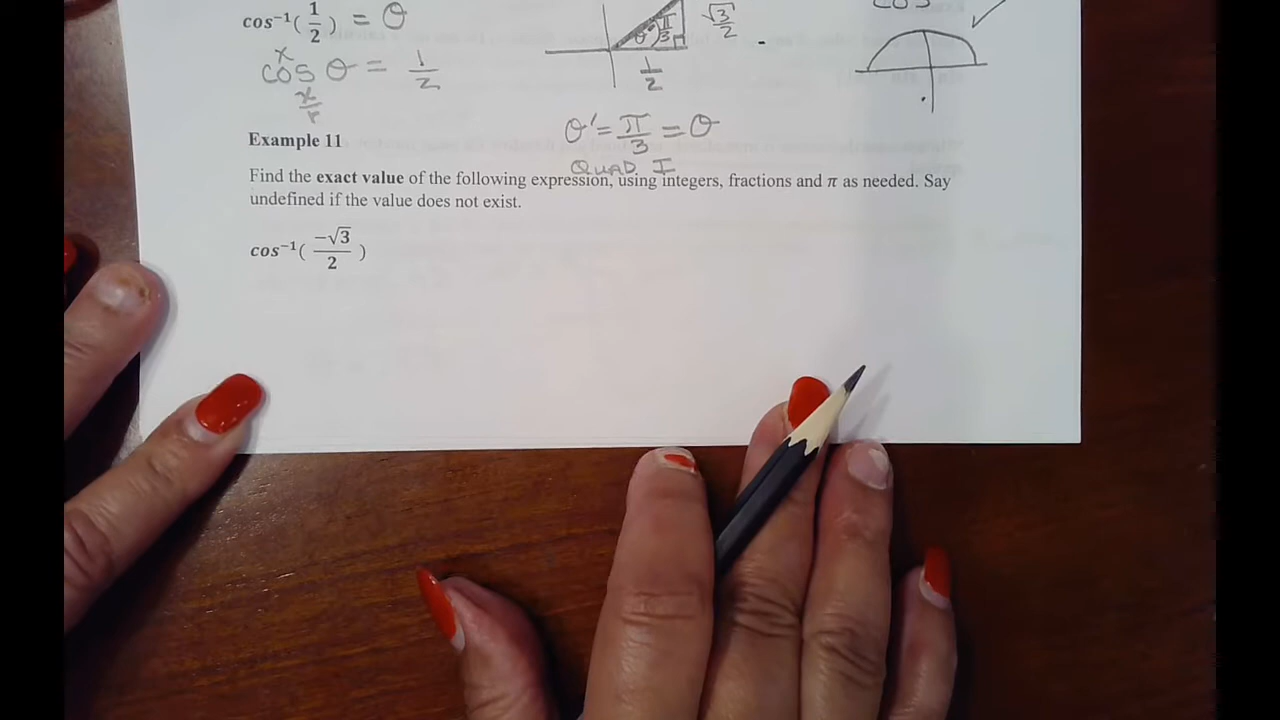 cos⁻¹(1/2) = θ
cos
√3/2
θ π/3
x
cos θ = 1/2
x/r
1/2
θ' = π/3 = θ
QUAD I
Example 11
Find the exact value of the following expression, using integers, fractions and π as needed. Say
undefined if the value does not exist.
cos⁻¹(-√3/2)